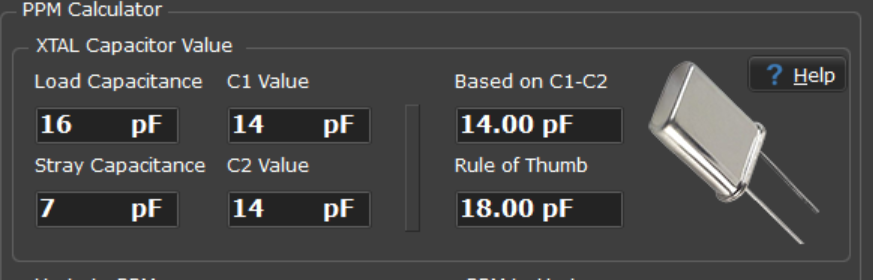 PPM Calculator
XTAL Capacitor Value
Load Capacitance C1 Value Based on C1-C2 ? Help
16 pF 14 pF 14.00 pF
Stray Capacitance C2 Value Rule of Thumb
7 pF 14 pF 18.00 pF